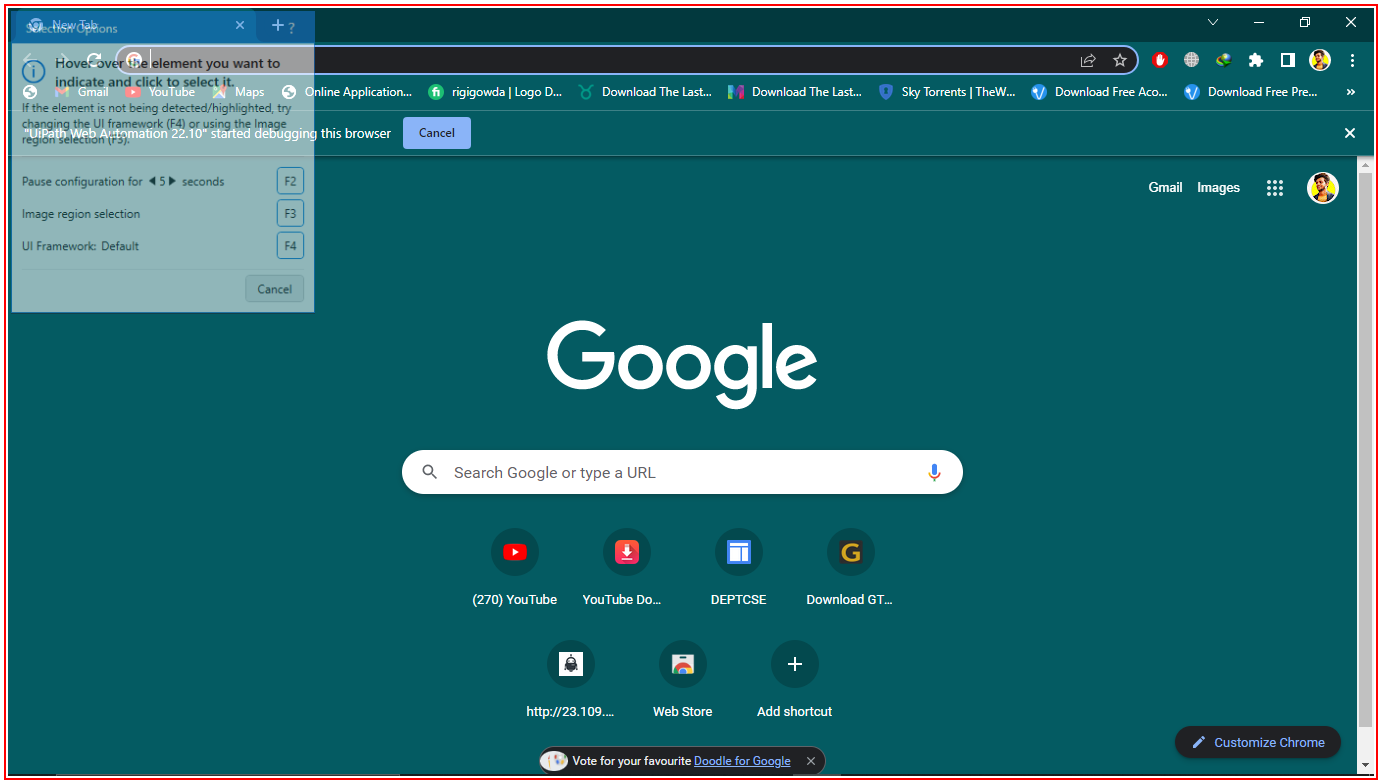 New Tab
Selection Options
?
Hover over the element you want to
indicate and click to select it.
Gmail
YouTube
Maps
Online Application...
rigigowda | Logo D...
Download The Last...
Download The Last...
Sky Torrents | TheW...
Download Free Aco...
Download Free Pre...
»
If the element is not being detected/highlighted, try
changing the UI framework (F4) or using the Image
region selection (F3).
"UiPath Web Automation 22.10" started debugging this browser
Cancel
Pause configuration for 5 seconds
F2
Image region selection
F3
UI Framework: Default
F4
Cancel
Gmail
Images
Google
Search Google or type a URL
(270) YouTube
YouTube Do...
DEPTCSE
G
Download GT...
http://23.109....
Web Store
Add shortcut
Customize Chrome
Vote for your favourite Doodle for Google